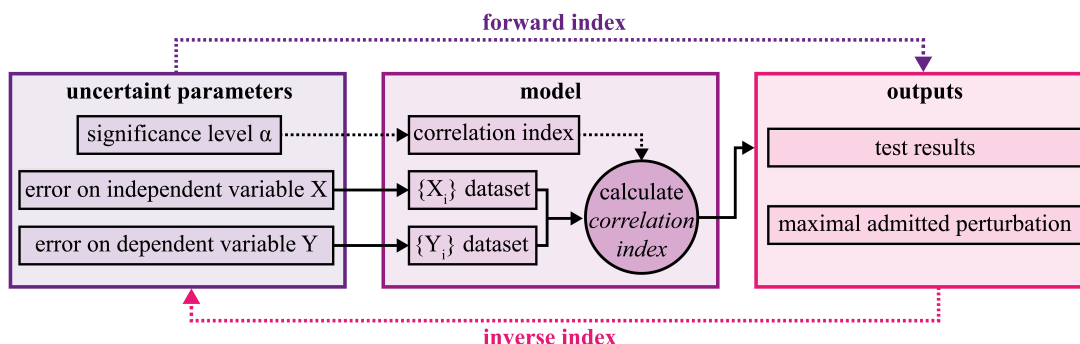 forward index
uncertain parameters
significance level α
error on independent variable X
error on dependent variable Y
model
correlation index
{Xᵢ} dataset
{Yᵢ} dataset
calculate
correlation
index
outputs
test results
maximal admitted perturbation
inverse index